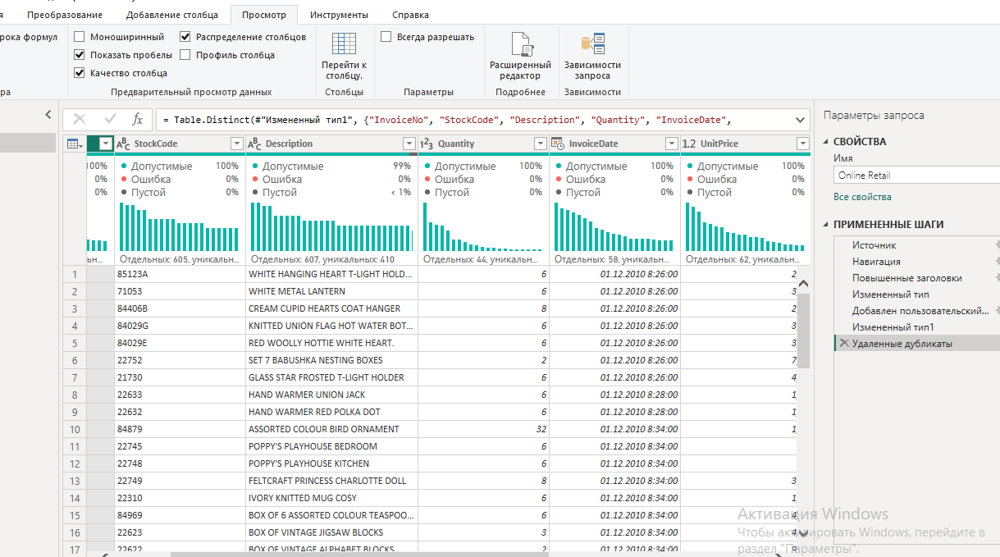 Преобразование Добавление столбца Просмотр Инструменты Справка
Моноширинный Распределение столбцов Всегда разрешать
Показать пробелы Профиль столбца
Качество столбца
Перейти к столбцу.
Расширенный редактор
Зависимости запроса
Предварительный просмотр данных Столбцы Параметры Подробнее Зависимости
fx = Table.Distinct(#"Измененный тип1", {"InvoiceNo", "StockCode", "Description", "Quantity", "InvoiceDate",
StockCode Description Quantity InvoiceDate 1.2 UnitPrice
100% Допустимые 100% Допустимые 99% Допустимые 100% Допустимые 100% Допустимые 100%
0% Ошибка 0% Ошибка 0% Ошибка 0% Ошибка 0% Ошибка 0%
0% Пустой 0% Пустой < 1% Пустой 0% Пустой 0% Пустой 0%
Отдельных: 605, уникальн... Отдельных: 607, уникальных: 410 Отдельных: 44, уникальн... Отдельных: 58, уникальн... Отдельных: 62, уникальн...
1 85123A WHITE HANGING HEART T-LIGHT HOLD... 6 01.12.2010 8:26:00 2,
2 71053 WHITE METAL LANTERN 6 01.12.2010 8:26:00 3,
3 84406B CREAM CUPID HEARTS COAT HANGER 8 01.12.2010 8:26:00 2,
4 84029G KNITTED UNION FLAG HOT WATER BOT... 6 01.12.2010 8:26:00 3,
5 84029E RED WOOLLY HOTTIE WHITE HEART. 6 01.12.2010 8:26:00 3,
6 22752 SET 7 BABUSHKA NESTING BOXES 2 01.12.2010 8:26:00 7,
7 21730 GLASS STAR FROSTED T-LIGHT HOLDER 6 01.12.2010 8:26:00 4,
8 22633 HAND WARMER UNION JACK 6 01.12.2010 8:28:00 1,
9 22632 HAND WARMER RED POLKA DOT 6 01.12.2010 8:28:00 1,
10 84879 ASSORTED COLOUR BIRD ORNAMENT 32 01.12.2010 8:34:00 1,
11 22745 POPPY'S PLAYHOUSE BEDROOM 6 01.12.2010 8:34:00
12 22748 POPPY'S PLAYHOUSE KITCHEN 6 01.12.2010 8:34:00
13 22749 FELTCRAFT PRINCESS CHARLOTTE DOLL 8 01.12.2010 8:34:00 3,
14 22310 IVORY KNITTED MUG COSY 6 01.12.2010 8:34:00 1,
15 84969 BOX OF 6 ASSORTED COLOUR TEASPOO... 6 01.12.2010 8:34:00 4,
16 22623 BOX OF VINTAGE JIGSAW BLOCKS 3 01.12.2010 8:34:00 4,
17 22622 BOX OF VINTAGE ALPHABET BLOCKS 2 01.12.2010 8:34:00
Параметры запроса
СВОЙСТВА
Имя
Online Retail
Все свойства
ПРИМЕНЕННЫЕ ШАГИ
Источник
Навигация
Повышенные заголовки
Измененный тип
Добавлен пользовательский...
Измененный тип1
Удаленные дубликаты
Активация Windows
Чтобы активировать Windows, перейдите в
раздел "Параметры".